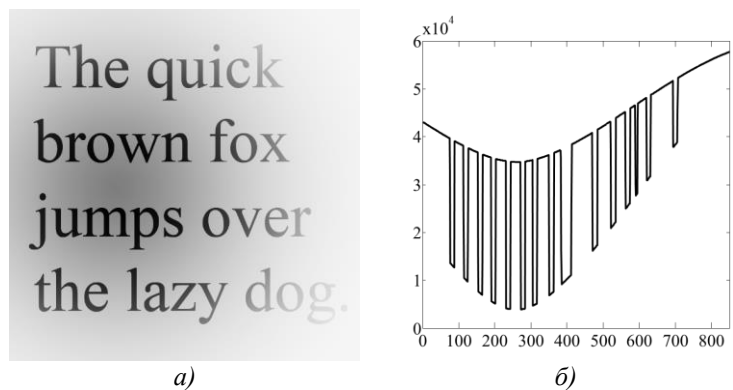 The quick
brown fox
jumps over
the lazy dog.
а)
x10⁴
6
5
4
3
2
1
0
0 100 200 300 400 500 600 700 800
б)